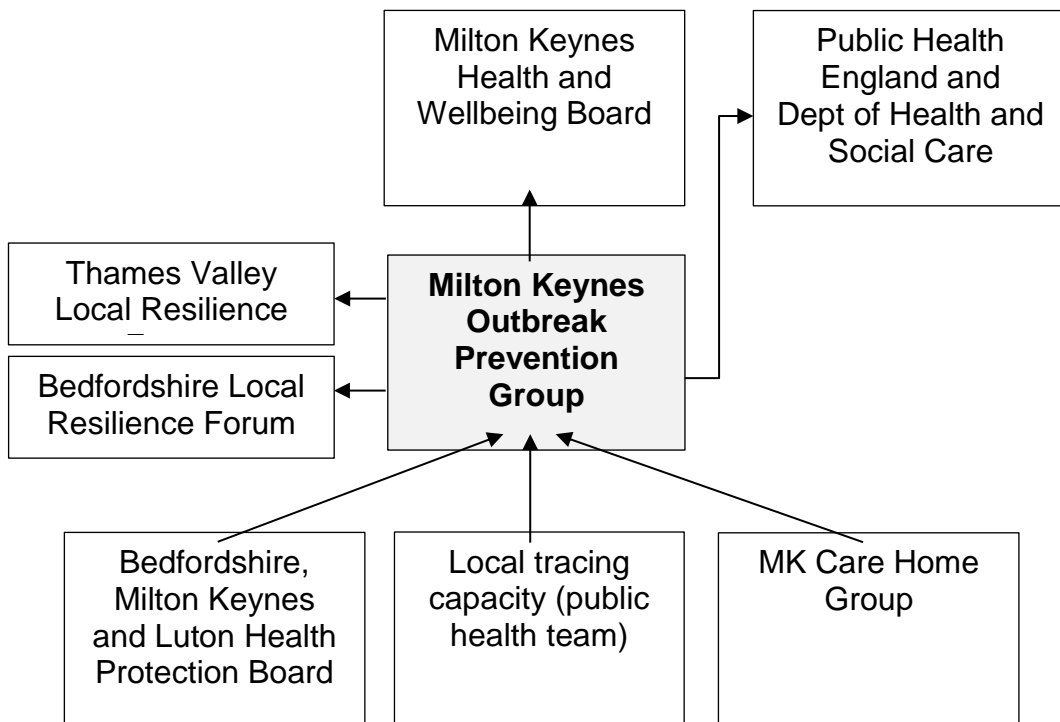 Milton Keynes
Health and
Wellbeing Board
Public Health
England and
Dept of Health and
Social Care
Thames Valley
Local Resilience
Milton Keynes
Outbreak
Prevention
Group
Bedfordshire Local
Resilience Forum
Bedfordshire,
Milton Keynes
and Luton Health
Protection Board
Local tracing
capacity (public
health team)
MK Care Home
Group